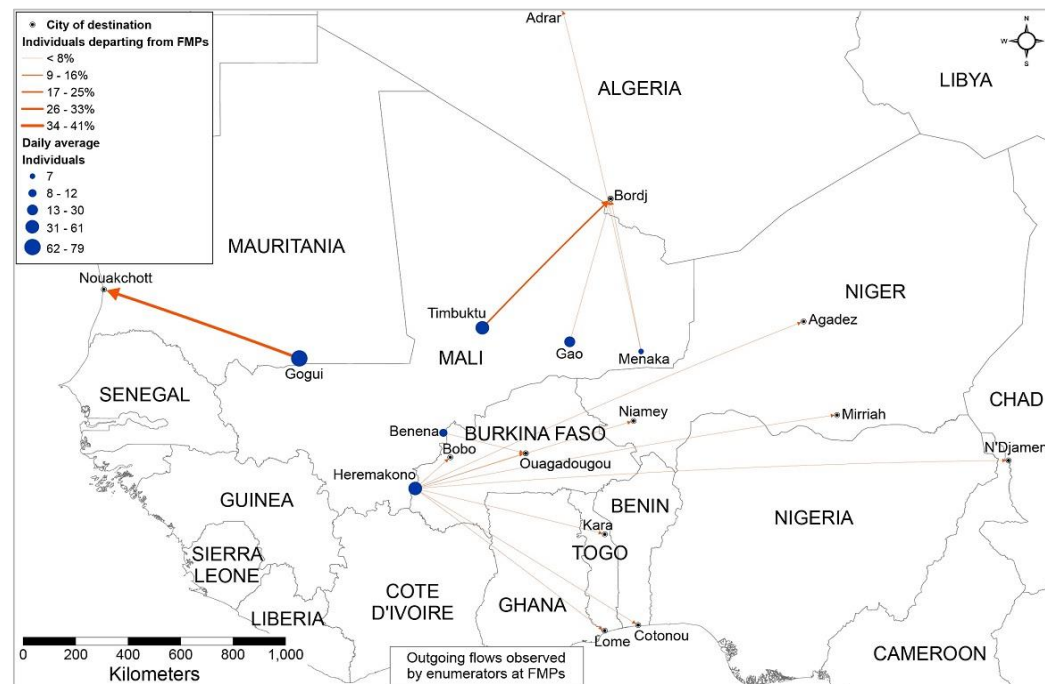 City of destination
Individuals departing from FMPs
< 8%
9 - 16%
17 - 25%
26 - 33%
34 - 41%
Daily average
Individuals
7
8 - 12
13 - 30
31 - 61
62 - 79
Adrar
N
W
E
S
LIBYA
ALGERIA
Bordj
MAURITANIA
Nouakchott
NIGER
Timbuktu
Agadez
MALI
Gao
Menaka
Gogui
SENEGAL
CHAD
Niamey
Mirriah
Benena
BURKINA FASO
Bobo
N'Djamen
Ouagadougou
Heremakono
GUINEA
BENIN
NIGERIA
Kara
TOGO
SIERRA
LEONE
COTE
D'IVOIRE
GHANA
LIBERIA
Lome
Cotonou
0 200 400 600 800 1,000
Kilometers
Outgoing flows observed
by enumerators at FMPs
CAMEROON